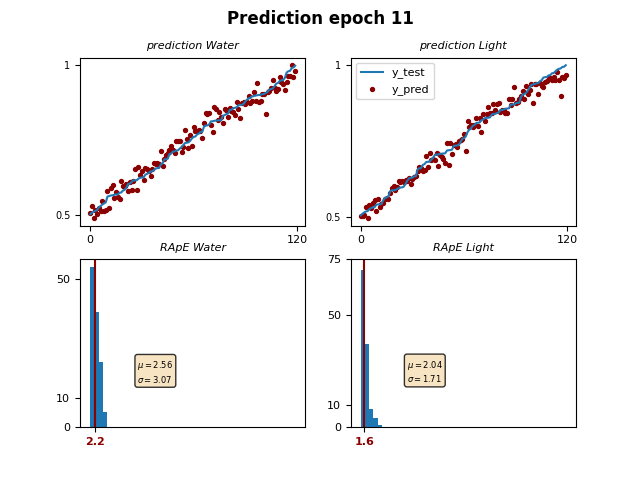 Prediction epoch 11
prediction Water
prediction Light
1
0.5
0
120
1
0.5
0
120
y_test
y_pred
RApE Water
RApE Light
50
10
0
2.2
μ = 2.56
σ = 3.07
75
50
10
0
1.6
μ = 2.04
σ = 1.71